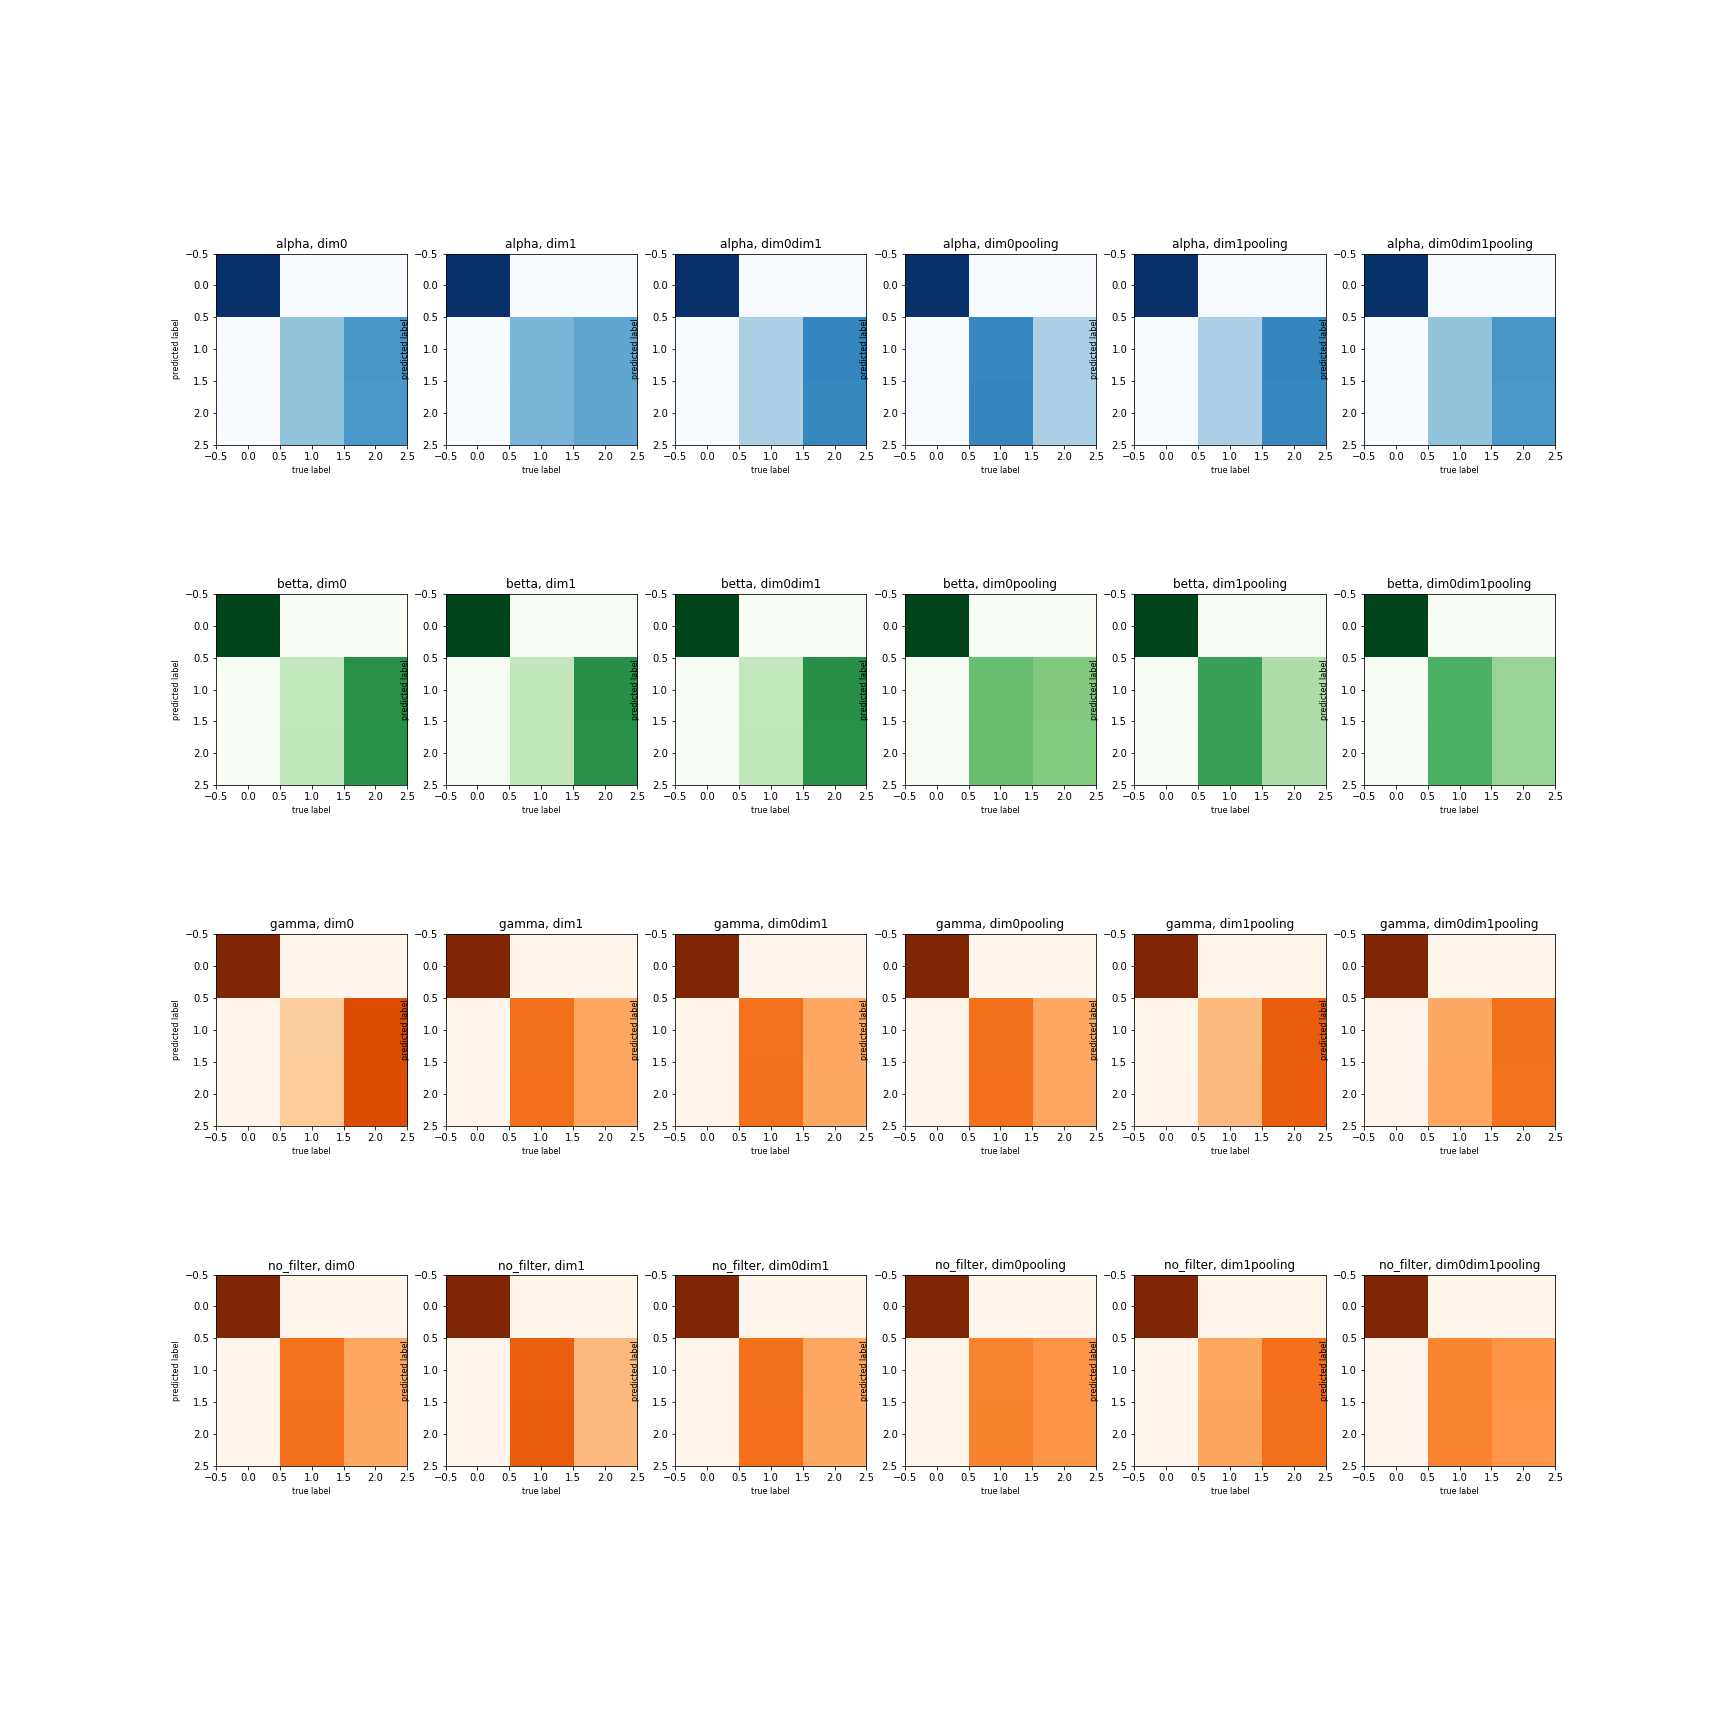 alpha, dim0 alpha, dim1 alpha, dim0dim1 alpha, dim0pooling alpha, dim1pooling alpha, dim0dim1pooling
−0.5 −0.5 −0.5 −0.5 −0.5 −0.5
0.0 0.0 0.0 0.0 0.0 0.0
0.5 0.5 0.5 0.5 0.5 0.5
predicted label predicted label predicted label predicted label predicted label predicted label
1.0 1.0 1.0 1.0 1.0 1.0
1.5 1.5 1.5 1.5 1.5 1.5
2.0 2.0 2.0 2.0 2.0 2.0
2.5 2.5 2.5 2.5 2.5 2.5
−0.5 0.0 0.5 1.0 1.5 2.0 2.5 −0.5 0.0 0.5 1.0 1.5 2.0 2.5 −0.5 0.0 0.5 1.0 1.5 2.0 2.5 −0.5 0.0 0.5 1.0 1.5 2.0 2.5 −0.5 0.0 0.5 1.0 1.5 2.0 2.5 −0.5 0.0 0.5 1.0 1.5 2.0 2.5
true label true label true label true label true label true label
betta, dim0 betta, dim1 betta, dim0dim1 betta, dim0pooling betta, dim1pooling betta, dim0dim1pooling
−0.5 −0.5 −0.5 −0.5 −0.5 −0.5
0.0 0.0 0.0 0.0 0.0 0.0
0.5 0.5 0.5 0.5 0.5 0.5
predicted label predicted label predicted label predicted label predicted label predicted label
1.0 1.0 1.0 1.0 1.0 1.0
1.5 1.5 1.5 1.5 1.5 1.5
2.0 2.0 2.0 2.0 2.0 2.0
2.5 2.5 2.5 2.5 2.5 2.5
−0.5 0.0 0.5 1.0 1.5 2.0 2.5 −0.5 0.0 0.5 1.0 1.5 2.0 2.5 −0.5 0.0 0.5 1.0 1.5 2.0 2.5 −0.5 0.0 0.5 1.0 1.5 2.0 2.5 −0.5 0.0 0.5 1.0 1.5 2.0 2.5 −0.5 0.0 0.5 1.0 1.5 2.0 2.5
true label true label true label true label true label true label
gamma, dim0 gamma, dim1 gamma, dim0dim1 gamma, dim0pooling gamma, dim1pooling gamma, dim0dim1pooling
−0.5 −0.5 −0.5 −0.5 −0.5 −0.5
0.0 0.0 0.0 0.0 0.0 0.0
0.5 0.5 0.5 0.5 0.5 0.5
predicted label predicted label predicted label predicted label predicted label predicted label
1.0 1.0 1.0 1.0 1.0 1.0
1.5 1.5 1.5 1.5 1.5 1.5
2.0 2.0 2.0 2.0 2.0 2.0
2.5 2.5 2.5 2.5 2.5 2.5
−0.5 0.0 0.5 1.0 1.5 2.0 2.5 −0.5 0.0 0.5 1.0 1.5 2.0 2.5 −0.5 0.0 0.5 1.0 1.5 2.0 2.5 −0.5 0.0 0.5 1.0 1.5 2.0 2.5 −0.5 0.0 0.5 1.0 1.5 2.0 2.5 −0.5 0.0 0.5 1.0 1.5 2.0 2.5
true label true label true label true label true label true label
no_filter, dim0 no_filter, dim1 no_filter, dim0dim1 no_filter, dim0pooling no_filter, dim1pooling no_filter, dim0dim1pooling
−0.5 −0.5 −0.5 −0.5 −0.5 −0.5
0.0 0.0 0.0 0.0 0.0 0.0
0.5 0.5 0.5 0.5 0.5 0.5
predicted label predicted label predicted label predicted label predicted label predicted label
1.0 1.0 1.0 1.0 1.0 1.0
1.5 1.5 1.5 1.5 1.5 1.5
2.0 2.0 2.0 2.0 2.0 2.0
2.5 2.5 2.5 2.5 2.5 2.5
−0.5 0.0 0.5 1.0 1.5 2.0 2.5 −0.5 0.0 0.5 1.0 1.5 2.0 2.5 −0.5 0.0 0.5 1.0 1.5 2.0 2.5 −0.5 0.0 0.5 1.0 1.5 2.0 2.5 −0.5 0.0 0.5 1.0 1.5 2.0 2.5 −0.5 0.0 0.5 1.0 1.5 2.0 2.5
true label true label true label true label true label true label